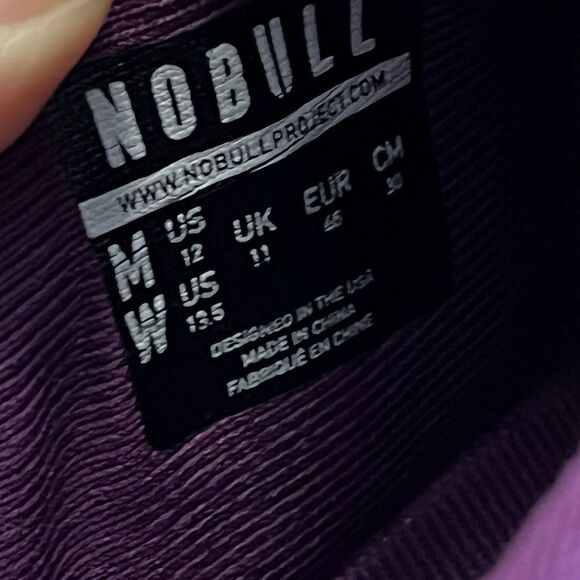 NOBULL
WWW.NOBULLPROJECT.COM
M US 12 UK 11 EUR 46 CM 30
W US 13.5
DESIGNED IN THE USA
MADE IN CHINA
FABRIQUÉ EN CHINE